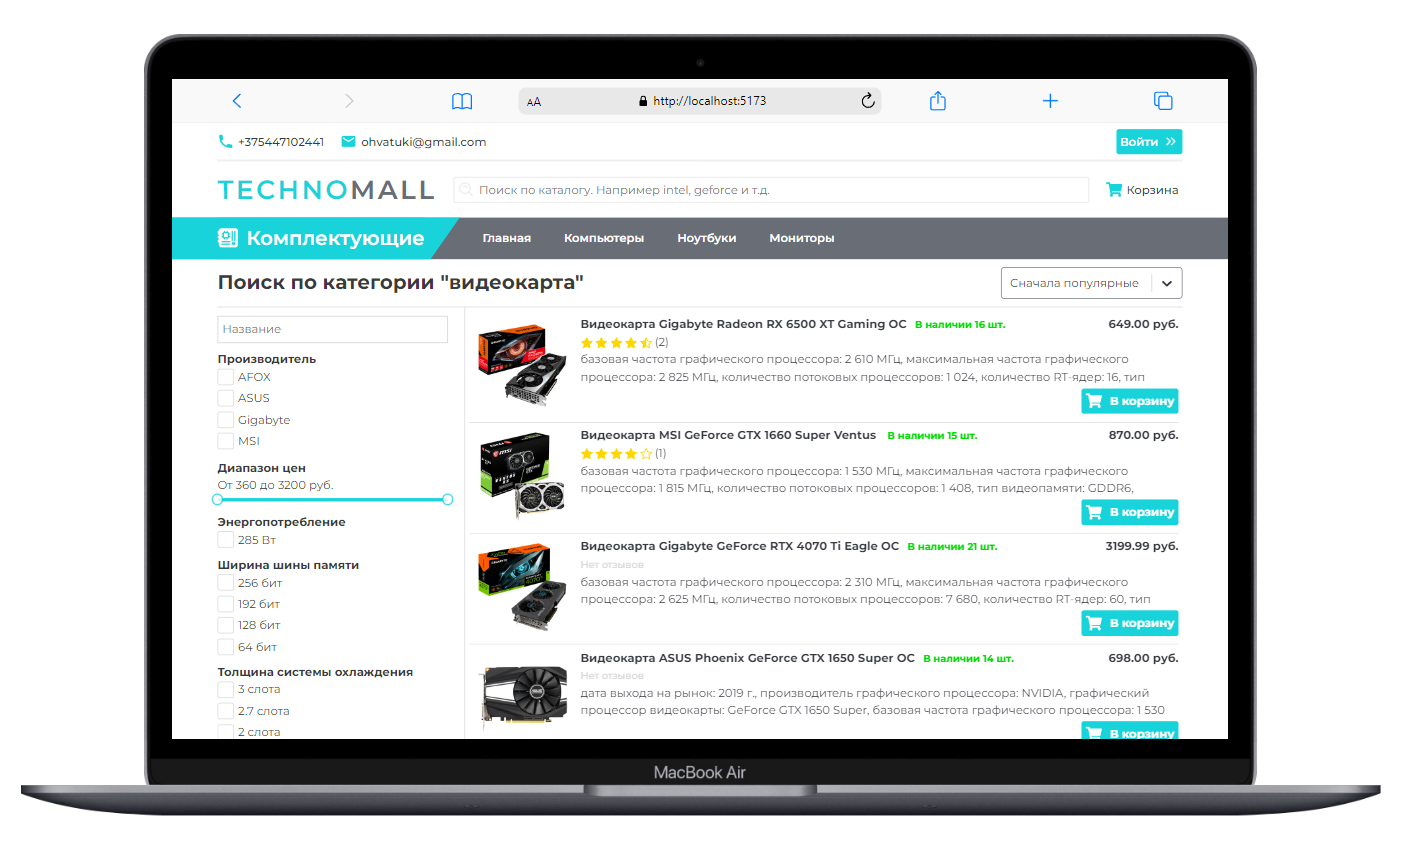 AA http://localhost:5173
+375447102441 ohvatuki@gmail.com Войти
TECHNOMALL Поиск по каталогу. Например intel, geforce и т.д. Корзина
Комплектующие Главная Компьютеры Ноутбуки Мониторы
Поиск по категории "видеокарта" Сначала популярные
Название
Производитель
AFOX
ASUS
Gigabyte
MSI
Диапазон цен
От 360 до 3200 руб.
Энергопотребление
285 Вт
Ширина шины памяти
256 бит
192 бит
128 бит
64 бит
Толщина системы охлаждения
3 слота
2.7 слота
2 слота
Видеокарта Gigabyte Radeon RX 6500 XT Gaming OC В наличии 16 шт. 649.00 руб.
(2)
базовая частота графического процессора: 2 610 МГц, максимальная частота графического
процессора: 2 825 МГц, количество потоковых процессоров: 1 024, количество RT-ядер: 16, тип
В корзину
Видеокарта MSI GeForce GTX 1660 Super Ventus В наличии 15 шт. 870.00 руб.
(1)
базовая частота графического процессора: 1 530 МГц, максимальная частота графического
процессора: 1 815 МГц, количество потоковых процессоров: 1 408, тип видеопамяти: GDDR6,
В корзину
Видеокарта Gigabyte GeForce RTX 4070 Ti Eagle OC В наличии 21 шт. 3199.99 руб.
Нет отзывов
базовая частота графического процессора: 2 310 МГц, максимальная частота графического
процессора: 2 625 МГц, количество потоковых процессоров: 7 680, количество RT-ядер: 60, тип
В корзину
Видеокарта ASUS Phoenix GeForce GTX 1650 Super OC В наличии 14 шт. 698.00 руб.
Нет отзывов
дата выхода на рынок: 2019 г., производитель графического процессора: NVIDIA, графический
процессор видеокарты: GeForce GTX 1650 Super, базовая частота графического процессора: 1 530
В корзину
MacBook Air